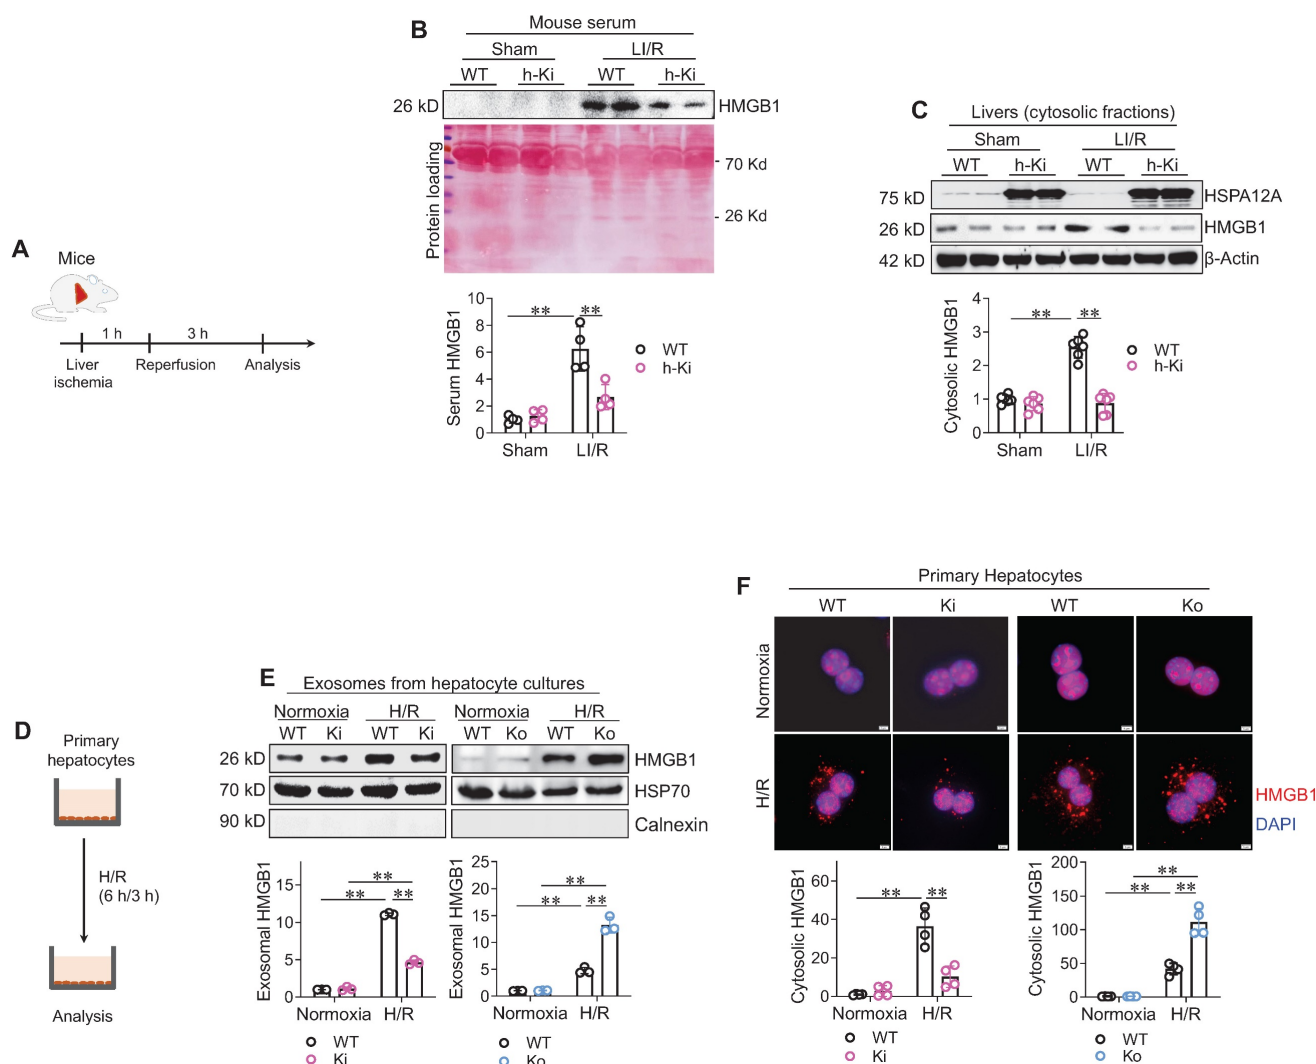 A
Mice
1 h
3 h
Liver
ischemia
Reperfusion
Analysis
B
Mouse serum
Sham
LI/R
WT
h-Ki
WT
h-Ki
26 kD
HMGB1
Protein loading
- 70 Kd
- 26 Kd
Serum HMGB1
10
8
6
4
2
0
**
**
Sham
LI/R
WT
h-Ki
C
Livers (cytosolic fractions)
Sham
LI/R
WT
h-Ki
WT
h-Ki
75 kD
HSPA12A
26 kD
HMGB1
42 kD
β-Actin
Cytosolic HMGB1
4
3
2
1
0
**
**
Sham
LI/R
WT
h-Ki
D
Primary
hepatocytes
H/R
(6 h/3 h)
Analysis
E
Exosomes from hepatocyte cultures
Normoxia
H/R
Normoxia
H/R
WT
Ki
WT
Ki
WT
Ko
WT
Ko
26 kD
HMGB1
70 kD
HSP70
90 kD
Calnexin
Exosomal HMGB1
15
10
5
0
**
**
**
Normoxia
H/R
WT
Ki
Exosomal HMGB1
25
20
15
10
5
0
**
**
**
Normoxia
H/R
WT
Ko
F
Primary Hepatocytes
WT
Ki
WT
Ko
Normoxia
H/R
HMGB1
DAPI
Cytosolic HMGB1
60
40
20
0
**
**
Normoxia
H/R
WT
Ki
Cytosolic HMGB1
200
150
100
50
0
**
**
**
Normoxia
H/R
WT
Ko